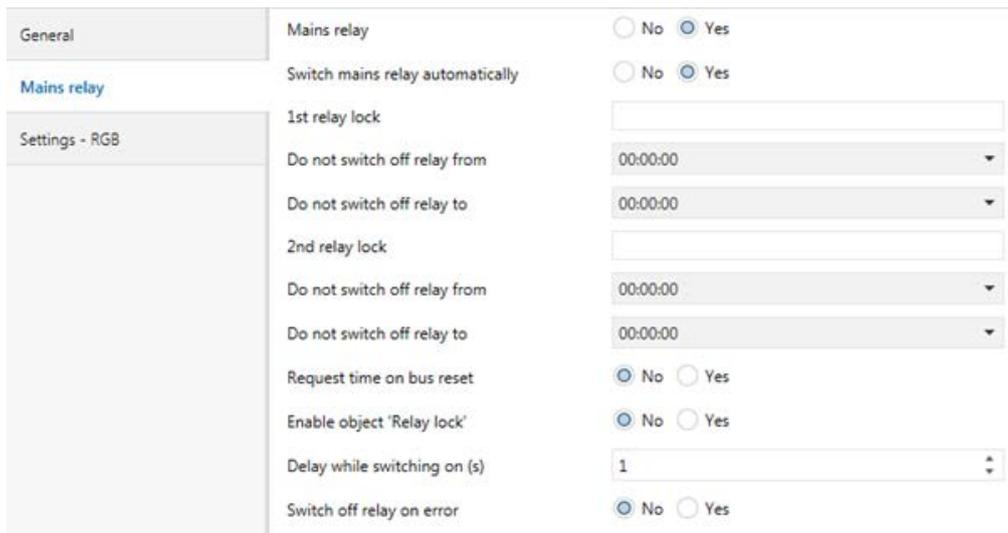 General
Mains relay
Settings - RGB
Mains relay No Yes
Switch mains relay automatically No Yes
1st relay lock
Do not switch off relay from 00:00:00
Do not switch off relay to 00:00:00
2nd relay lock
Do not switch off relay from 00:00:00
Do not switch off relay to 00:00:00
Request time on bus reset No Yes
Enable object 'Relay lock' No Yes
Delay while switching on (s) 1
Switch off relay on error No Yes